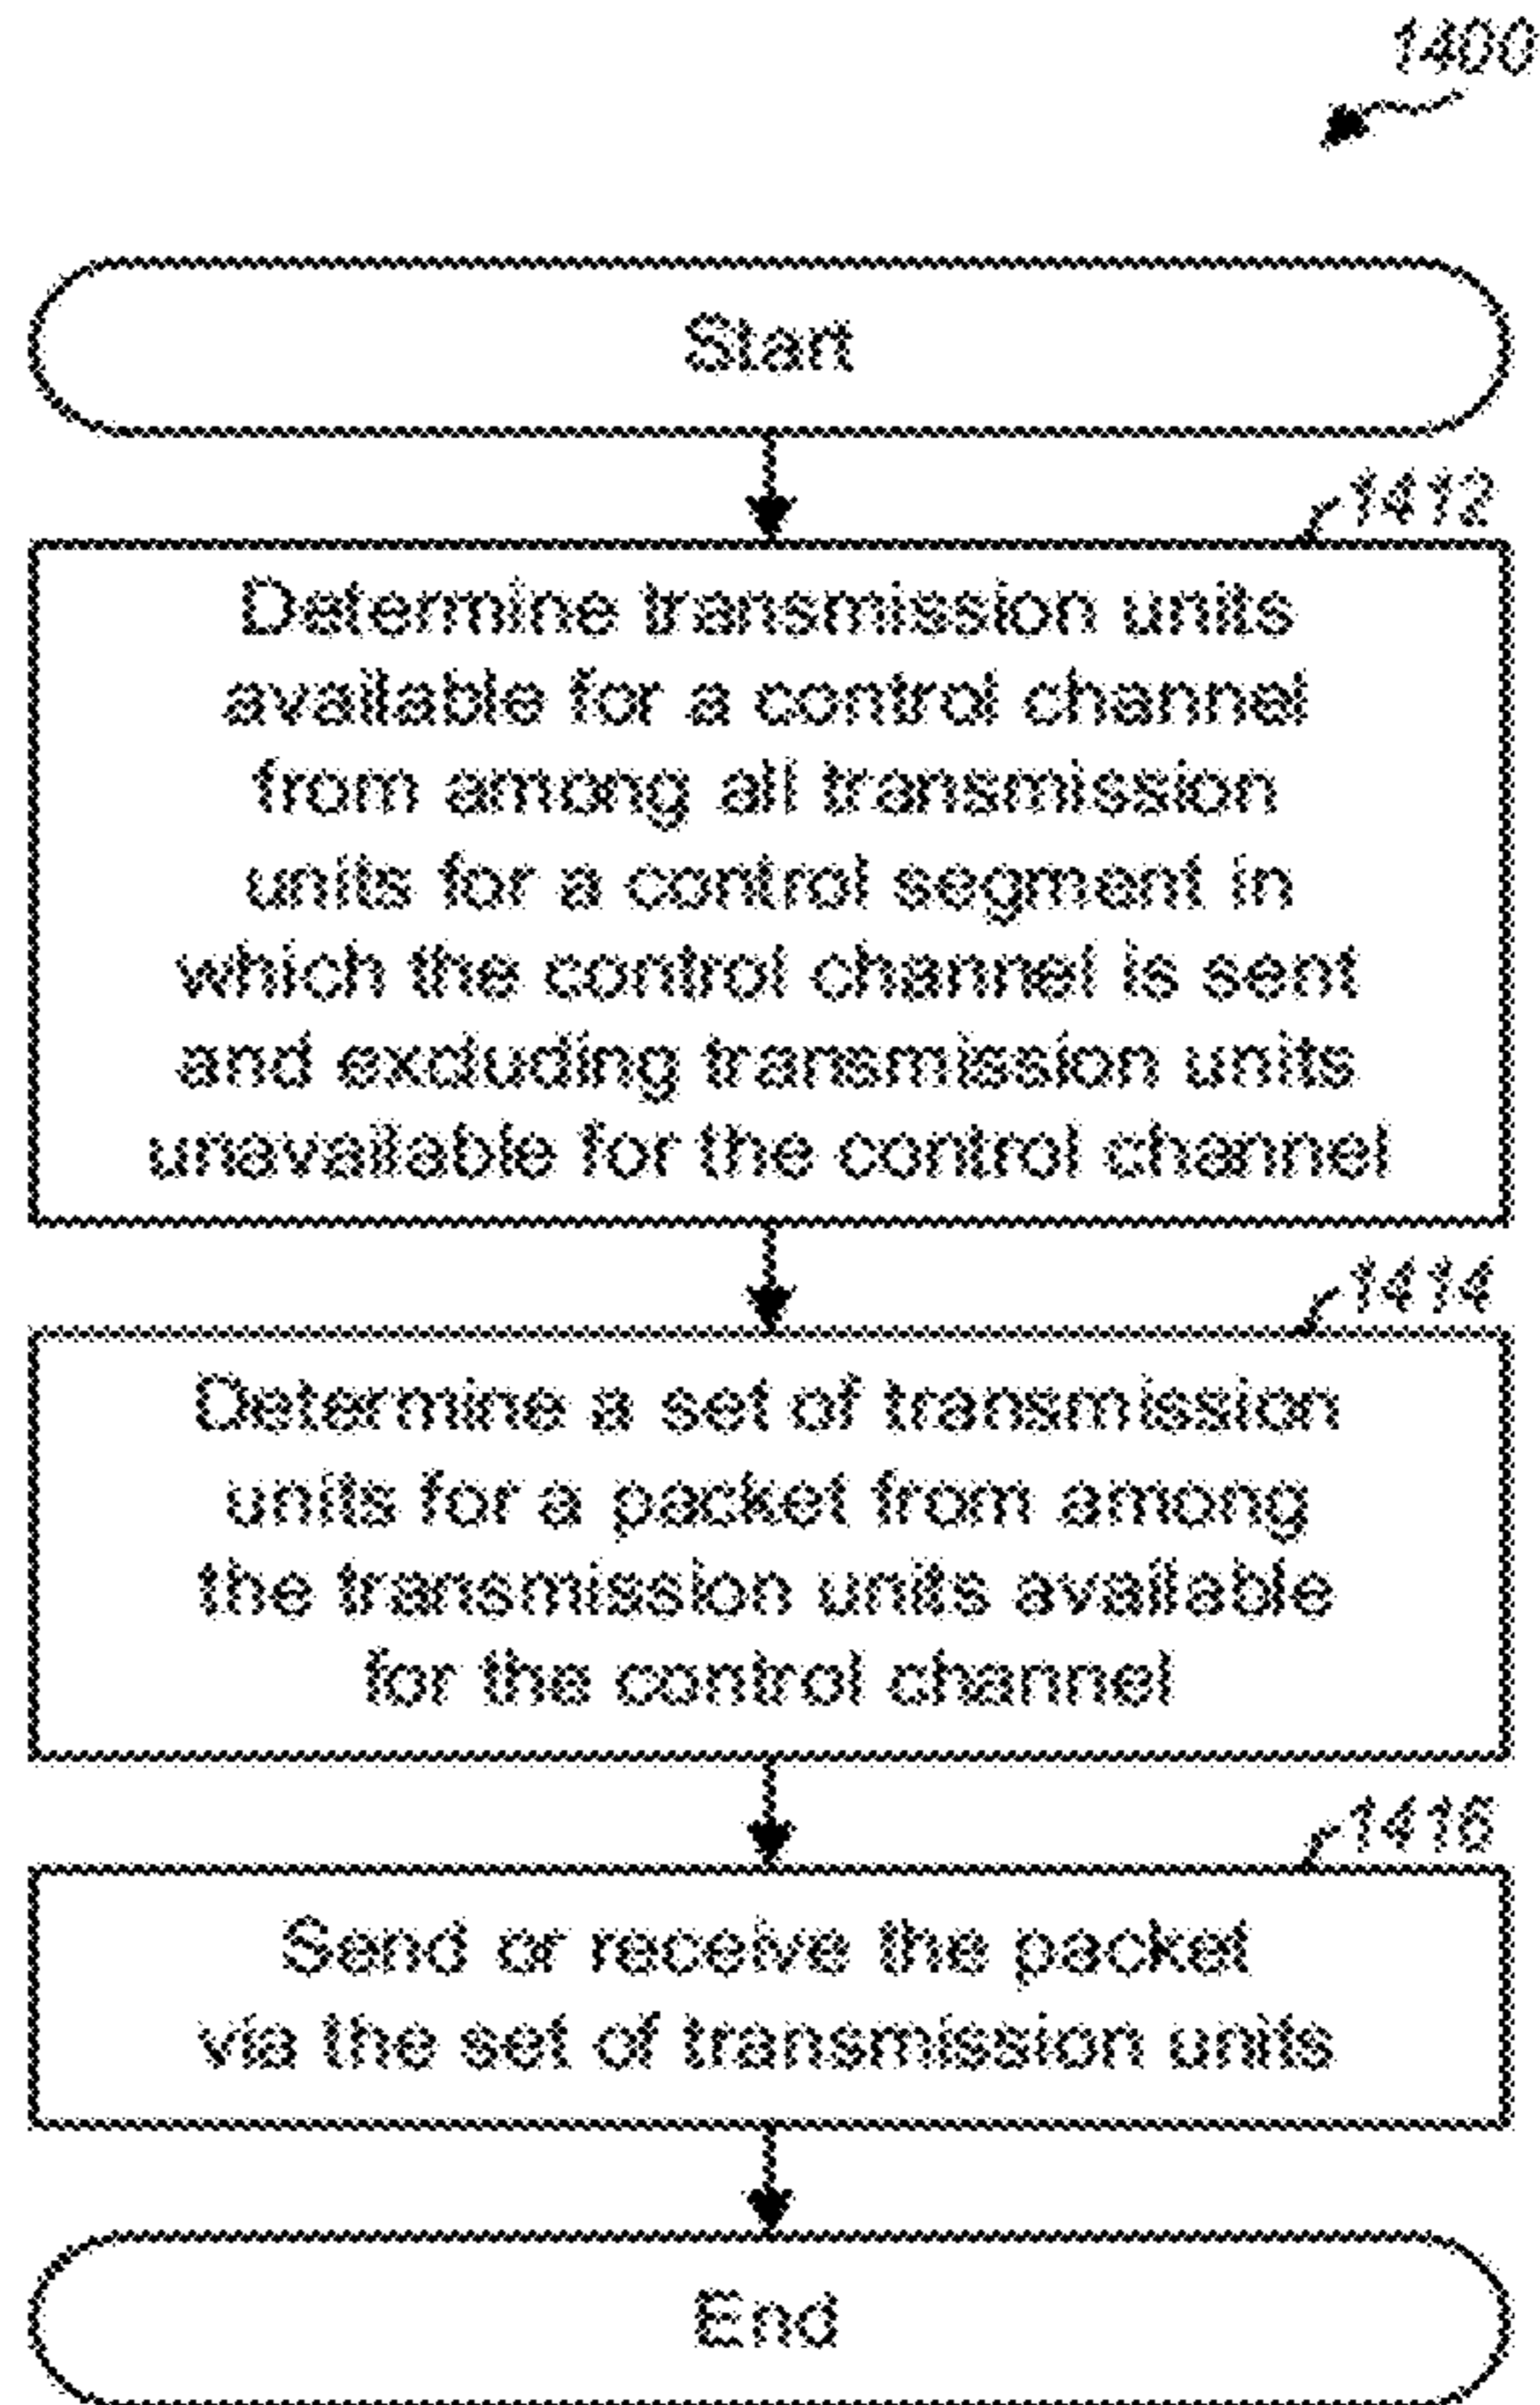 1400
Start
1412
Determine transmission units
available for a control channel
from among all transmission
units for a control segment in
which the control channel is sent
and excluding transmission units
unavailable for the control channel
1414
Determine a set of transmission
units for a packet from among
the transmission units available
for the control channel
1416
Send or receive the packet
via the set of transmission units
End